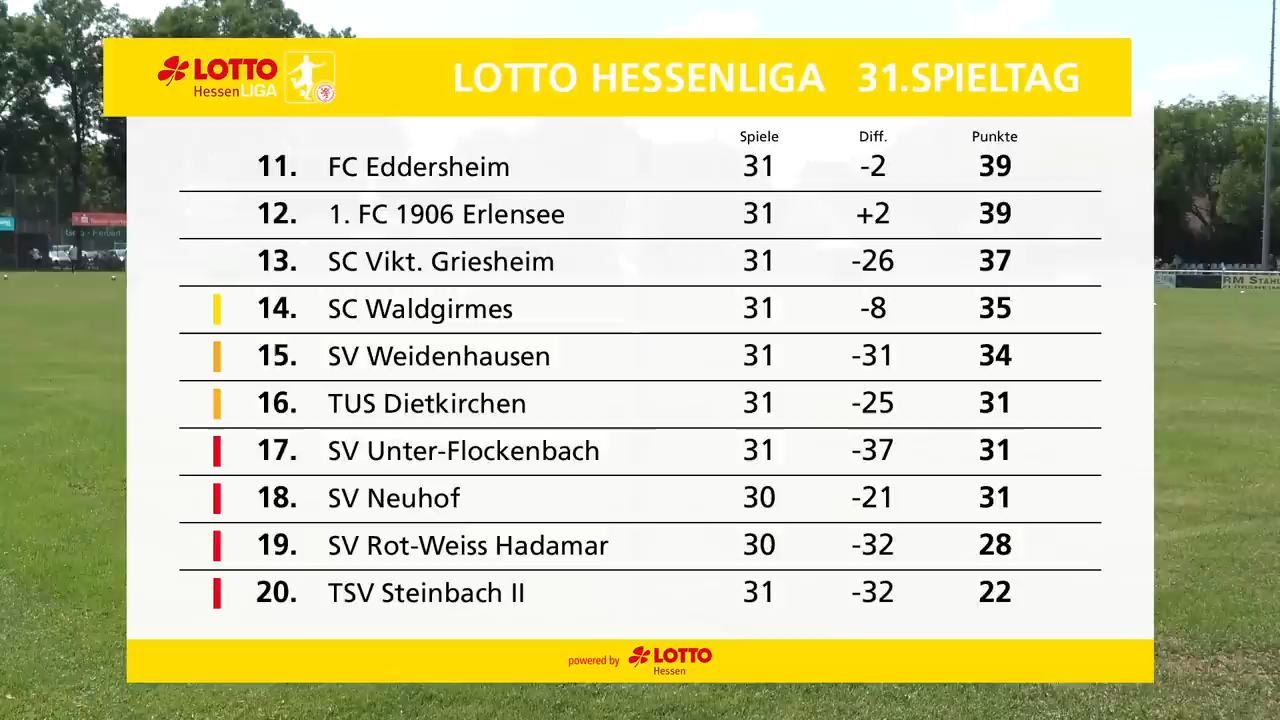 LOTTO
HessenLIGA
LOTTO HESSENLIGA 31.SPIELTAG
Spiele Diff. Punkte
11. FC Eddersheim 31 -2 39
12. 1. FC 1906 Erlensee 31 +2 39
13. SC Vikt. Griesheim 31 -26 37
14. SC Waldgirmes 31 -8 35
15. SV Weidenhausen 31 -31 34
16. TUS Dietkirchen 31 -25 31
17. SV Unter-Flockenbach 31 -37 31
18. SV Neuhof 30 -21 31
19. SV Rot-Weiss Hadamar 30 -32 28
20. TSV Steinbach II 31 -32 22
powered by LOTTO
Hessen